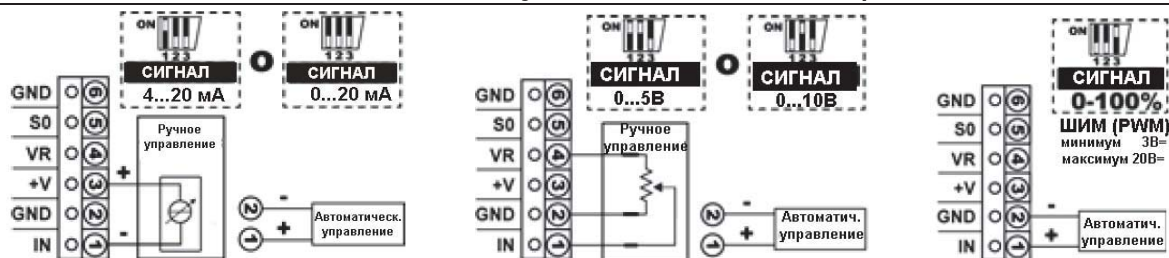 ON
1 2 3
СИГНАЛ
4...20 мА
О
ON
1 2 3
СИГНАЛ
0...20 мА
GND 6
S0 5
VR 4
+V 3
GND 2
IN 1
+
-
Ручное
управление
2 -
1 +
Автоматическ.
управление
ON
1 2 3
СИГНАЛ
0...5В
О
ON
1 2 3
СИГНАЛ
0...10В
GND 6
S0 5
VR 4
+V 3
GND 2
IN 1
Ручное
управление
2 -
1 +
Автоматич.
управление
ON
1 2 3
СИГНАЛ
0-100%
ШИМ (PWM)
минимум 3В=
максимум 20В=
GND 6
S0 5
VR 4
+V 3
GND 2
IN 1
-
+
Автоматич.
управление